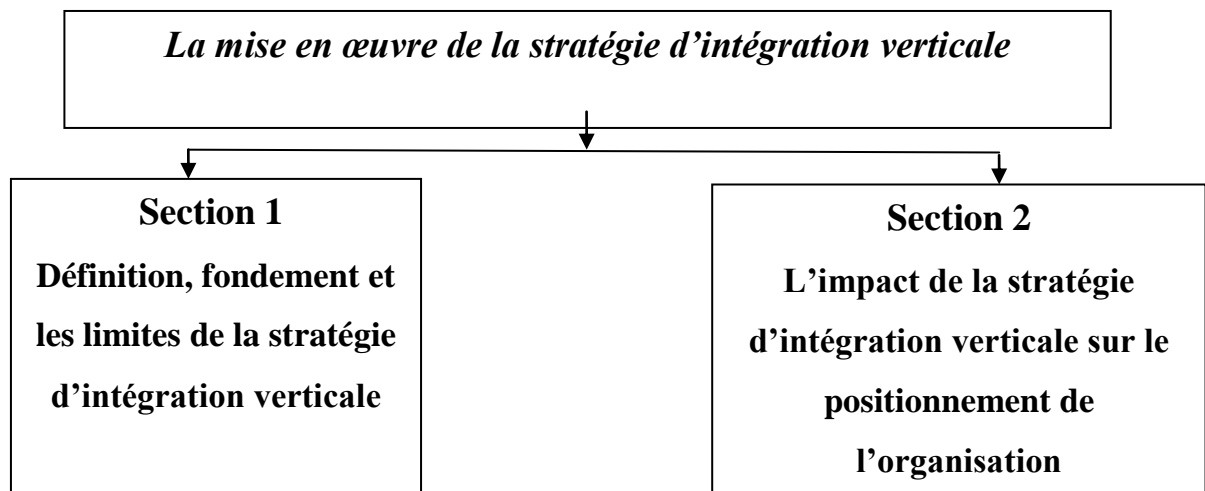 La mise en œuvre de la stratégie d’intégration verticale
Section 1
Définition, fondement et
les limites de la stratégie
d’intégration verticale
Section 2
L’impact de la stratégie
d’intégration verticale sur le
positionnement de
l’organisation